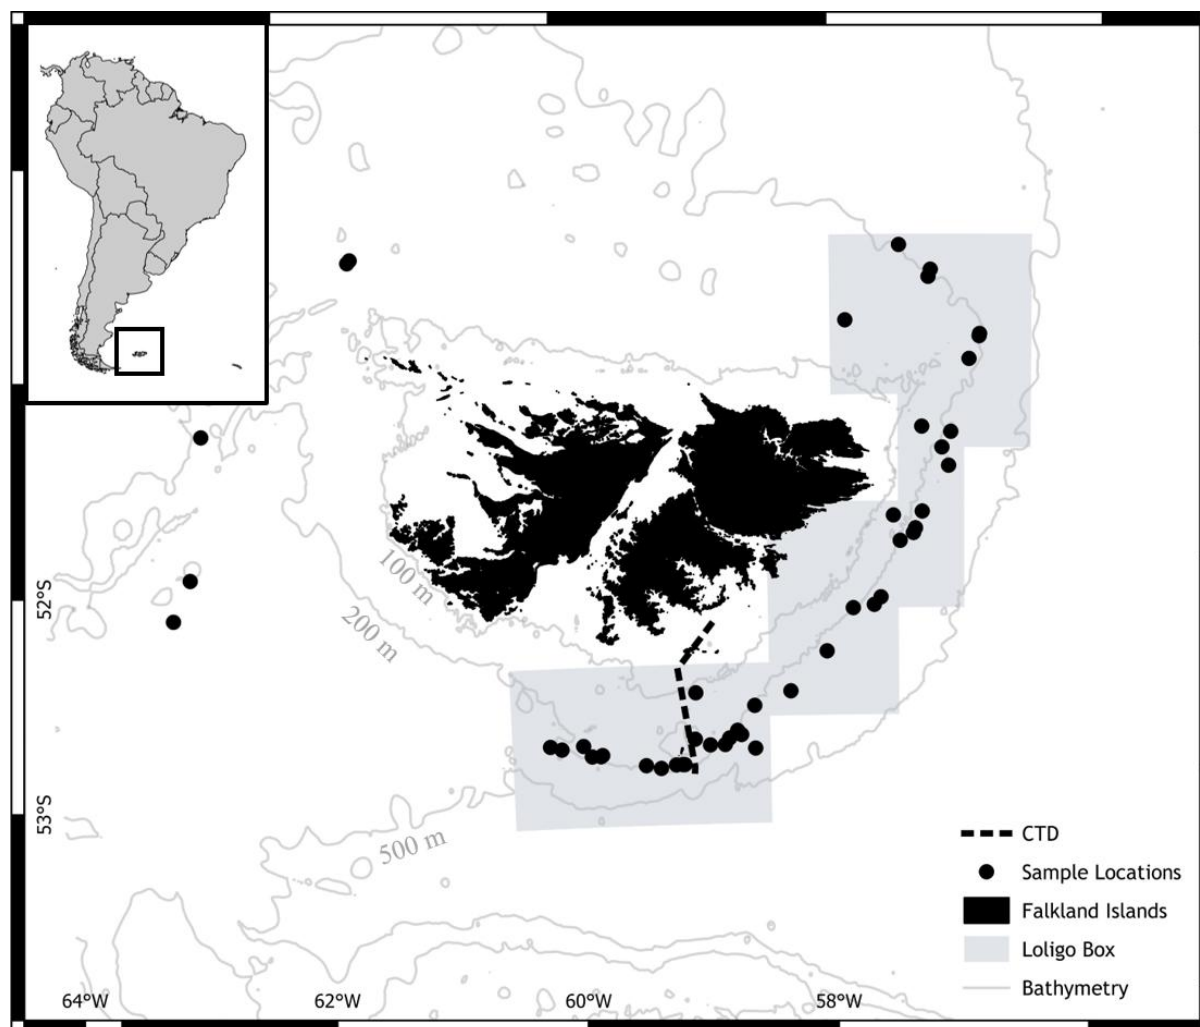 100 m
200 m
52°S
53°S
500 m
CTD
Sample Locations
Falkland Islands
Loligo Box
Bathymetry
64°W
62°W
60°W
58°W